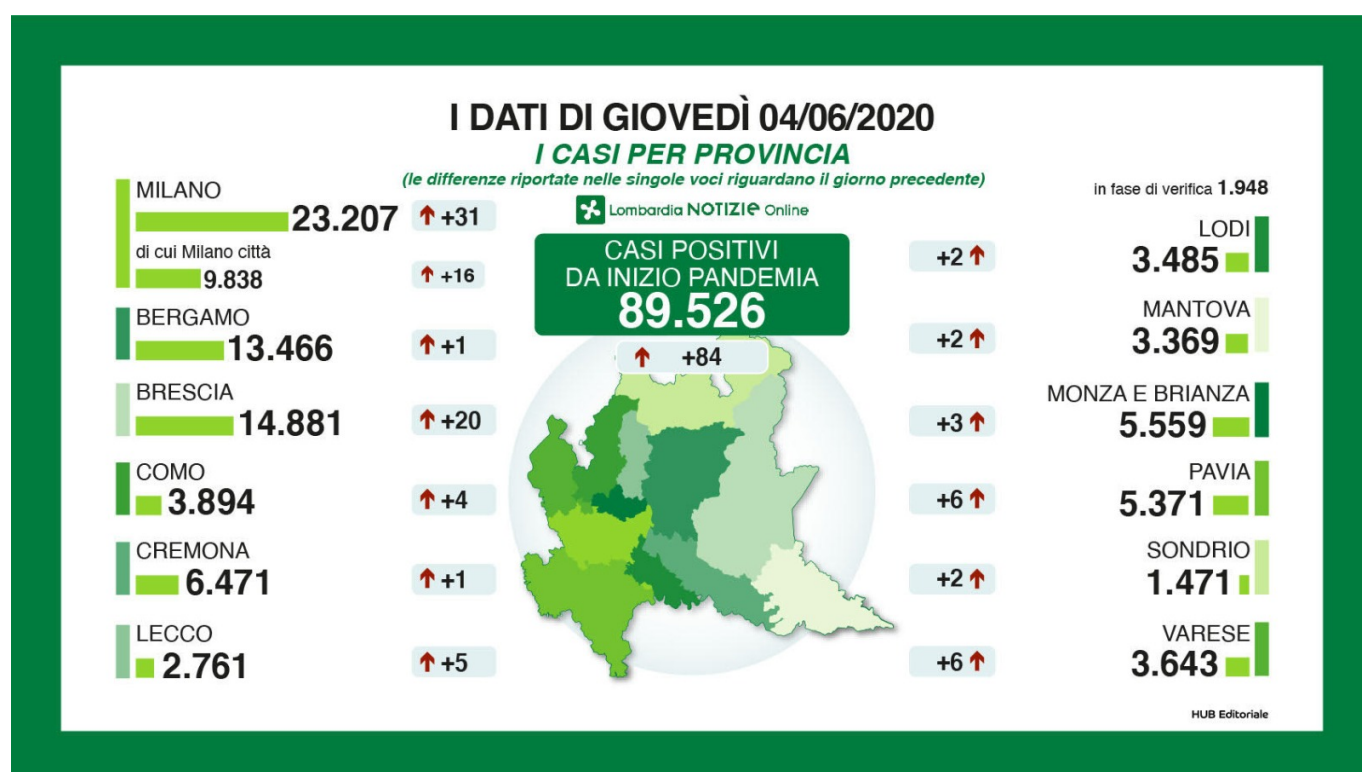 I DATI DI GIOVEDÌ 04/06/2020
I CASI PER PROVINCIA
(le differenze riportate nelle singole voci riguardano il giorno precedente)
Lombardia NOTIZIE Online
CASI POSITIVI
DA INIZIO PANDEMIA
89.526
+84
MILANO
23.207 +31
di cui Milano città
9.838 +16
BERGAMO
13.466 +1
BRESCIA
14.881 +20
COMO
3.894 +4
CREMONA
6.471 +1
LECCO
2.761 +5
in fase di verifica 1.948
LODI
+2 3.485
MANTOVA
+2 3.369
MONZA E BRIANZA
+3 5.559
PAVIA
+6 5.371
SONDRIO
+2 1.471
VARESE
+6 3.643
HUB Editoriale